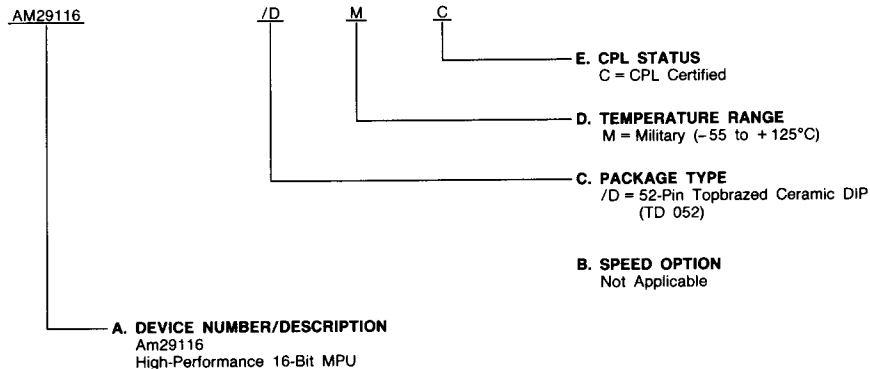 AM29116 /D M C
E. CPL STATUS
C = CPL Certified
D. TEMPERATURE RANGE
M = Military (–55 to +125°C)
C. PACKAGE TYPE
/D = 52-Pin Topbrazed Ceramic DIP
(TD 052)
B. SPEED OPTION
Not Applicable
A. DEVICE NUMBER/DESCRIPTION
Am29116
High-Performance 16-Bit MPU